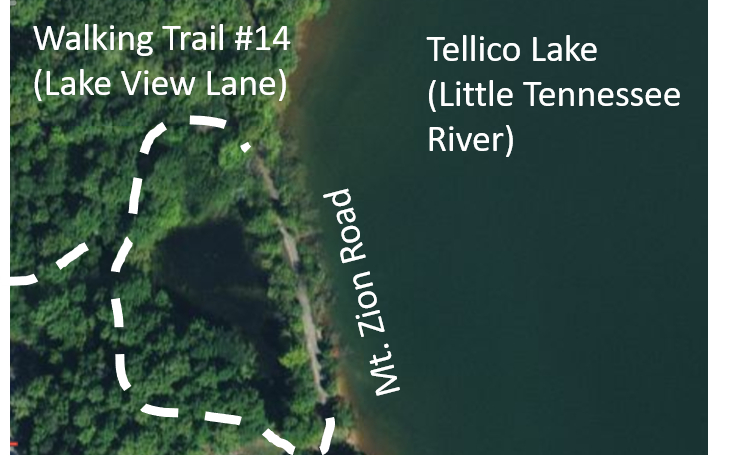 Walking Trail #14
(Lake View Lane)
Tellico Lake
(Little Tennessee
River)
Mt. Zion Road